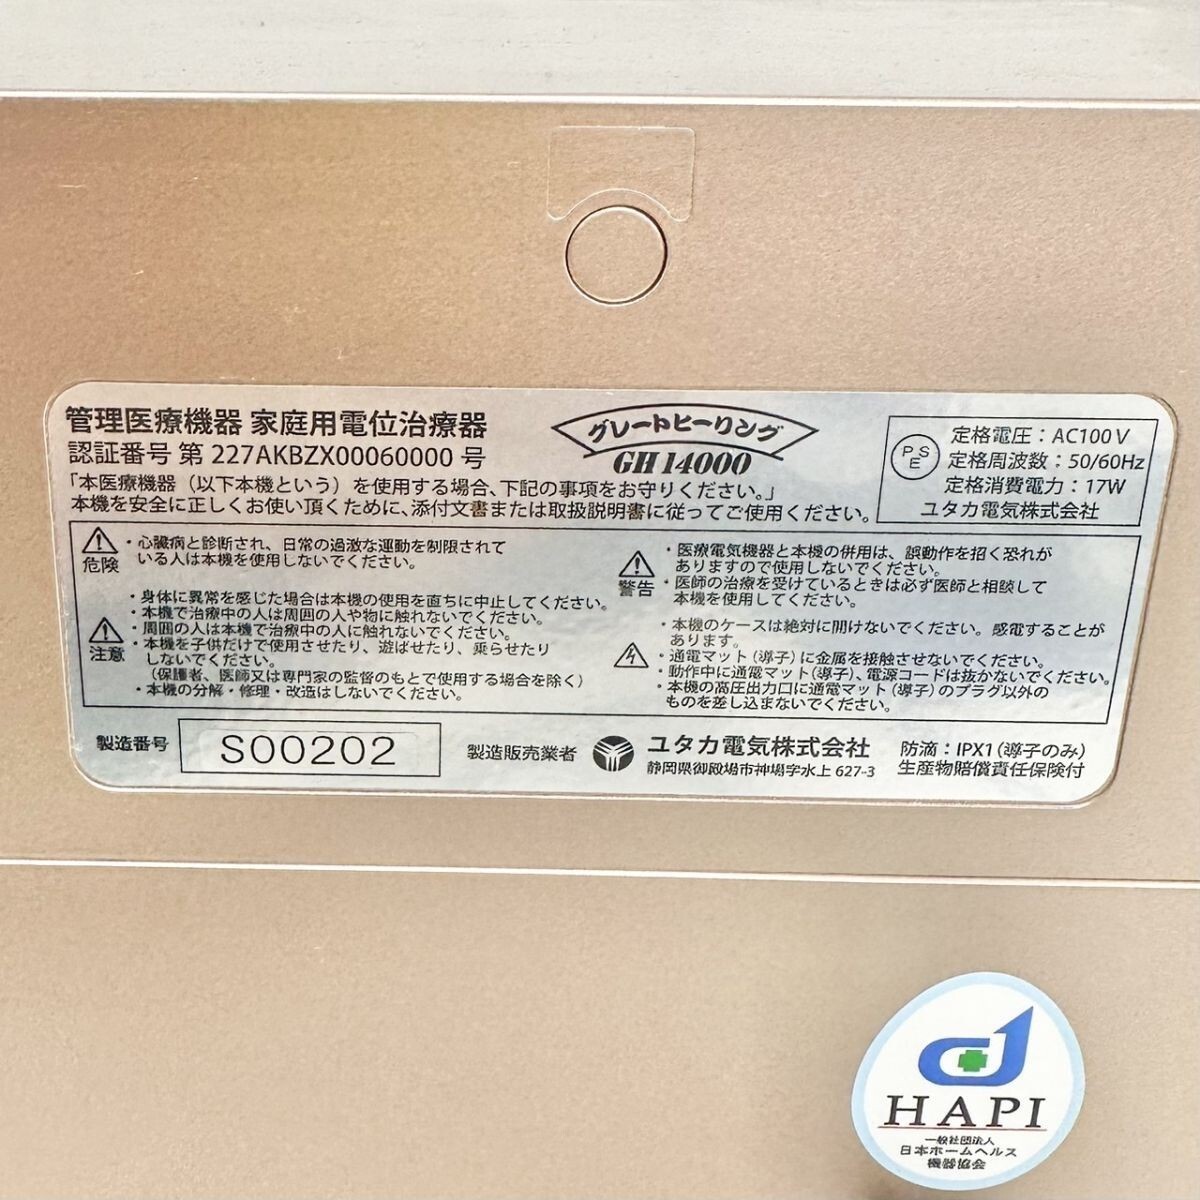 管理医療機器 家庭用電位治療器
認証番号 第 227AKBZX00060000 号
グレートヒーリング
GH14000
PSE
定格電圧：AC100V
定格周波数：50/60Hz
定格消費電力：17W
ユタカ電気株式会社
「本医療機器（以下本機という）を使用する場合、下記の事項をお守りください。」
本機を安全に正しくお使い頂くために、添付文書または取扱説明書に従ってご使用ください。
危険
・心臓病と診断され、日常の過激な運動を制限されて
いる人は本機を使用しないでください。
注意
・身体に異常を感じた場合は本機の使用を直ちに中止してください。
・本機で治療中の人は周囲の人や物に触れないでください。
・周囲の人は本機で治療中の人に触れないでください。
・本機を子供だけで使用させたり、遊ばせたり、乗らせたり
しないでください。
（保護者、医師又は専門家の監督のもとで使用する場合を除く）
・本機の分解・修理・改造はしないでください。
警告
・医療電気機器と本機の併用は、誤動作を招く恐れが
ありますので使用しないでください。
・医師の治療を受けているときは必ず医師と相談して
本機を使用してください。
・本機のケースは絶対に開けないでください。感電することが
あります。
・通電マット（導子）に金属を接触させないでください。
・動作中に通電マット（導子）、電源コードは抜かないでください。
・本機の高圧出力口に通電マット（導子）のプラグ以外の
ものを差し込まないでください。
製造番号
S00202
製造販売業者
ユタカ電気株式会社
静岡県御殿場市神場字水上 627-3
防滴：IPX1（導子のみ）
生産物賠償責任保険付
HAPI
一般社団法人
日本ホームヘルス
機器協会